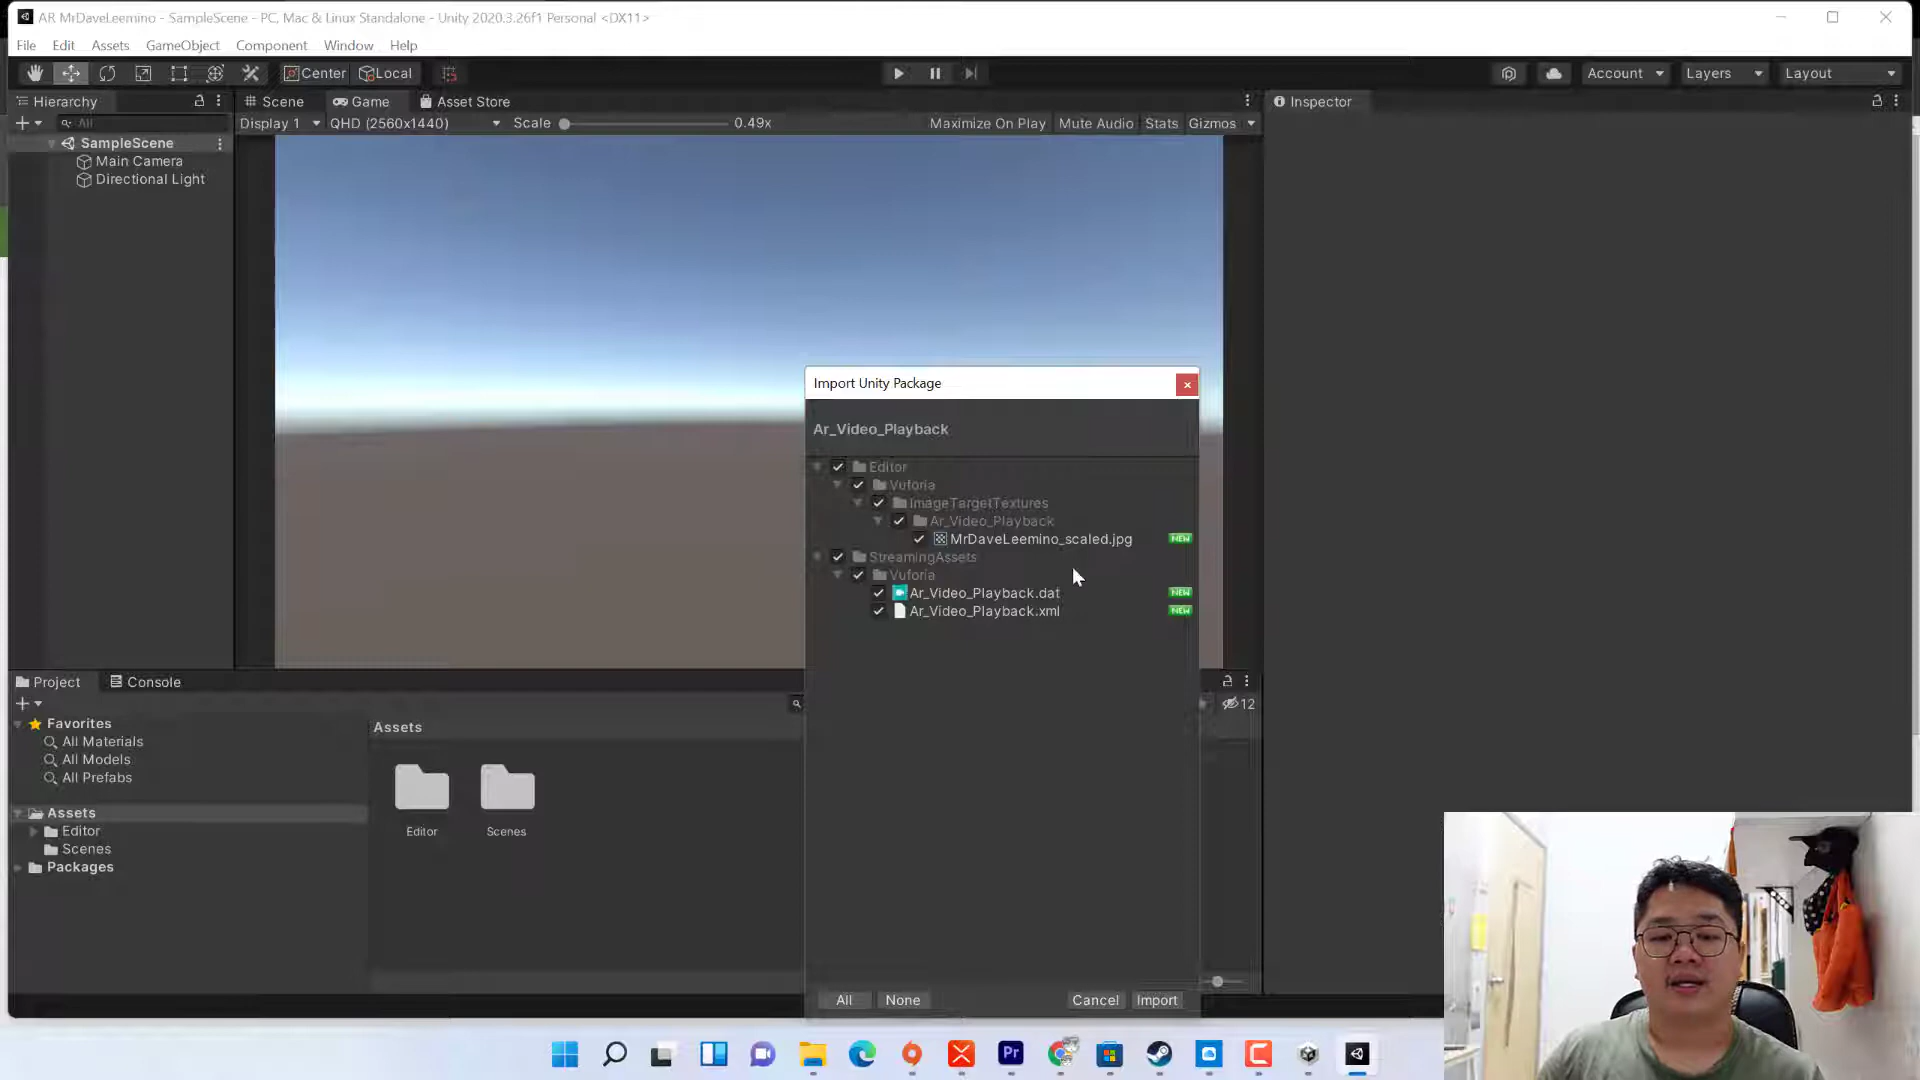 AR MrDaveLeemino - SampleScene - PC, Mac & Linux Standalone - Unity 2020.3.26f1 Personal <DX11>
File Edit Assets GameObject Component Window Help
Center Local Account Layers Layout
Hierarchy Scene Game Asset Store Inspector
All Display 1 QHD (2560x1440) Scale 0.49x Maximize On Play Mute Audio Stats Gizmos
SampleScene
Main Camera
Directional Light
Import Unity Package
Ar_Video_Playback
Editor
Vuforia
ImageTargetTextures
Ar_Video_Playback
MrDaveLeemino_scaled.jpg NEW
StreamingAssets
Vuforia
Ar_Video_Playback.dat NEW
Ar_Video_Playback.xml NEW
All None Cancel Import
Project Console
12
Favorites
All Materials
All Models
All Prefabs
Assets
Editor
Scenes
Packages
Assets
Editor Scenes
Pr